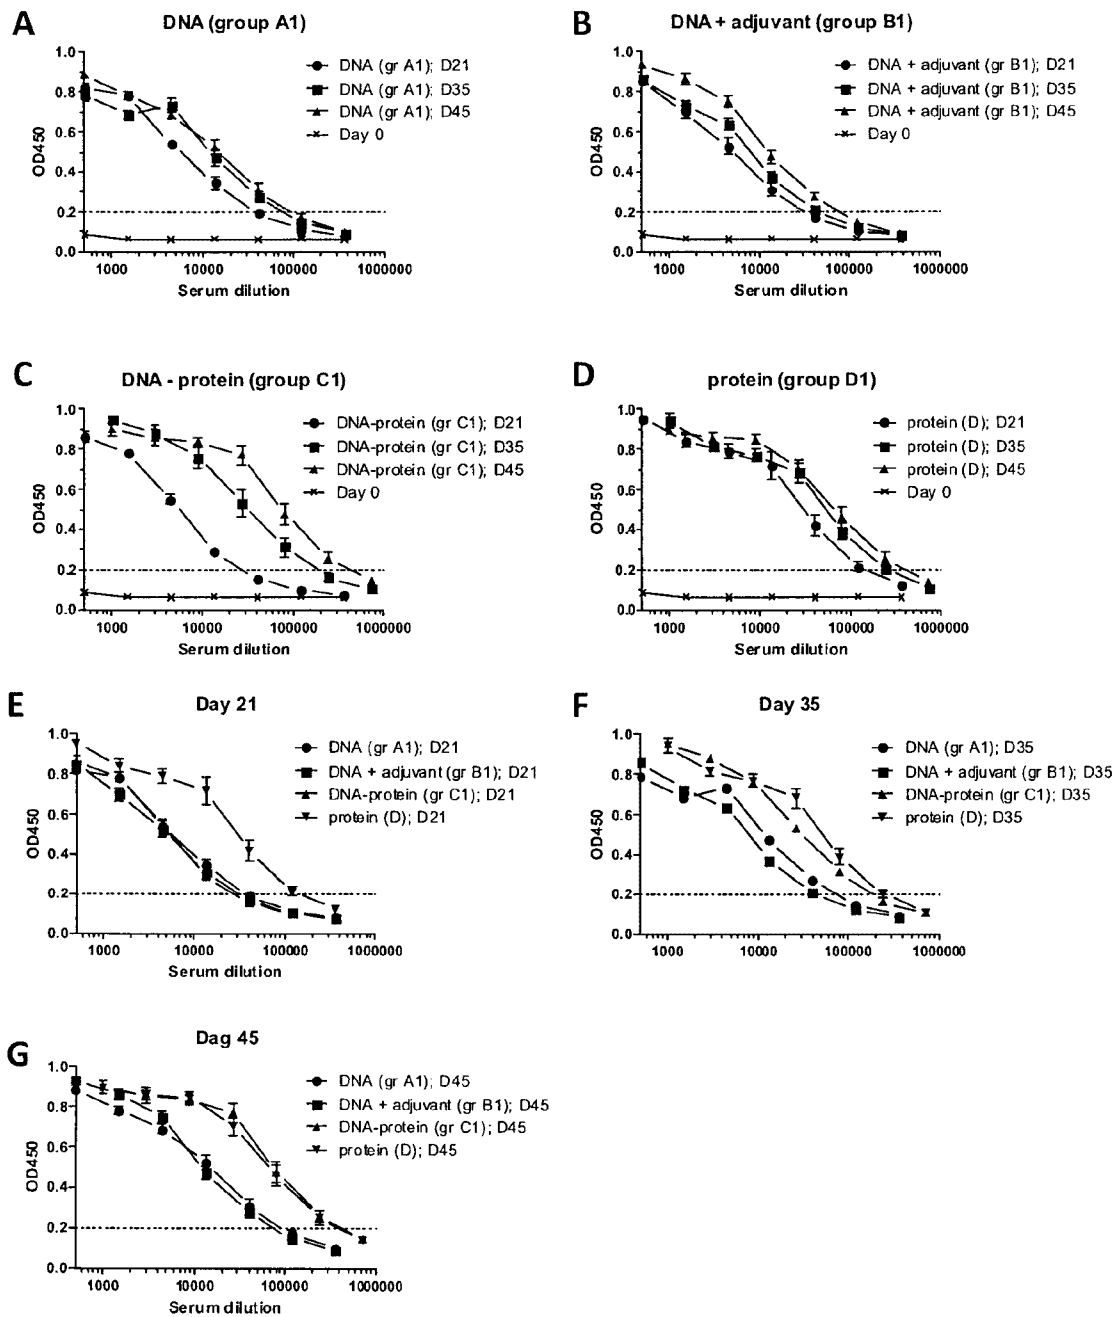 A
DNA (group A1)
1.0
0.8
0.6
0.4
0.2
0.0
OD450
1000
10000
100000
1000000
Serum dilution
DNA (gr A1); D21
DNA (gr A1); D35
DNA (gr A1); D45
Day 0
B
DNA + adjuvant (group B1)
1.0
0.8
0.6
0.4
0.2
0.0
OD450
1000
10000
100000
1000000
Serum dilution
DNA + adjuvant (gr B1); D21
DNA + adjuvant (gr B1); D35
DNA + adjuvant (gr B1); D45
Day 0
C
DNA - protein (group C1)
1.0
0.8
0.6
0.4
0.2
0.0
OD450
1000
10000
100000
1000000
Serum dilution
DNA-protein (gr C1); D21
DNA-protein (gr C1); D35
DNA-protein (gr C1); D45
Day 0
D
protein (group D1)
1.0
0.8
0.6
0.4
0.2
0.0
OD450
1000
10000
100000
1000000
Serum dilution
protein (D); D21
protein (D); D35
protein (D); D45
Day 0
E
Day 21
1.0
0.8
0.6
0.4
0.2
0.0
OD450
1000
10000
100000
1000000
Serum dilution
DNA (gr A1); D21
DNA + adjuvant (gr B1); D21
DNA-protein (gr C1); D21
protein (D); D21
F
Day 35
1.0
0.8
0.6
0.4
0.2
0.0
OD450
1000
10000
100000
1000000
DNA (gr A1); D35
DNA + adjuvant (gr B1); D35
DNA-protein (gr C1); D35
protein (D); D35
G
Dag 45
1.0
0.8
0.6
0.4
0.2
0.0
OD450
1000
10000
100000
1000000
Serum dilution
DNA (gr A1); D45
DNA + adjuvant (gr B1); D45
DNA-protein (gr C1); D45
protein (D); D45